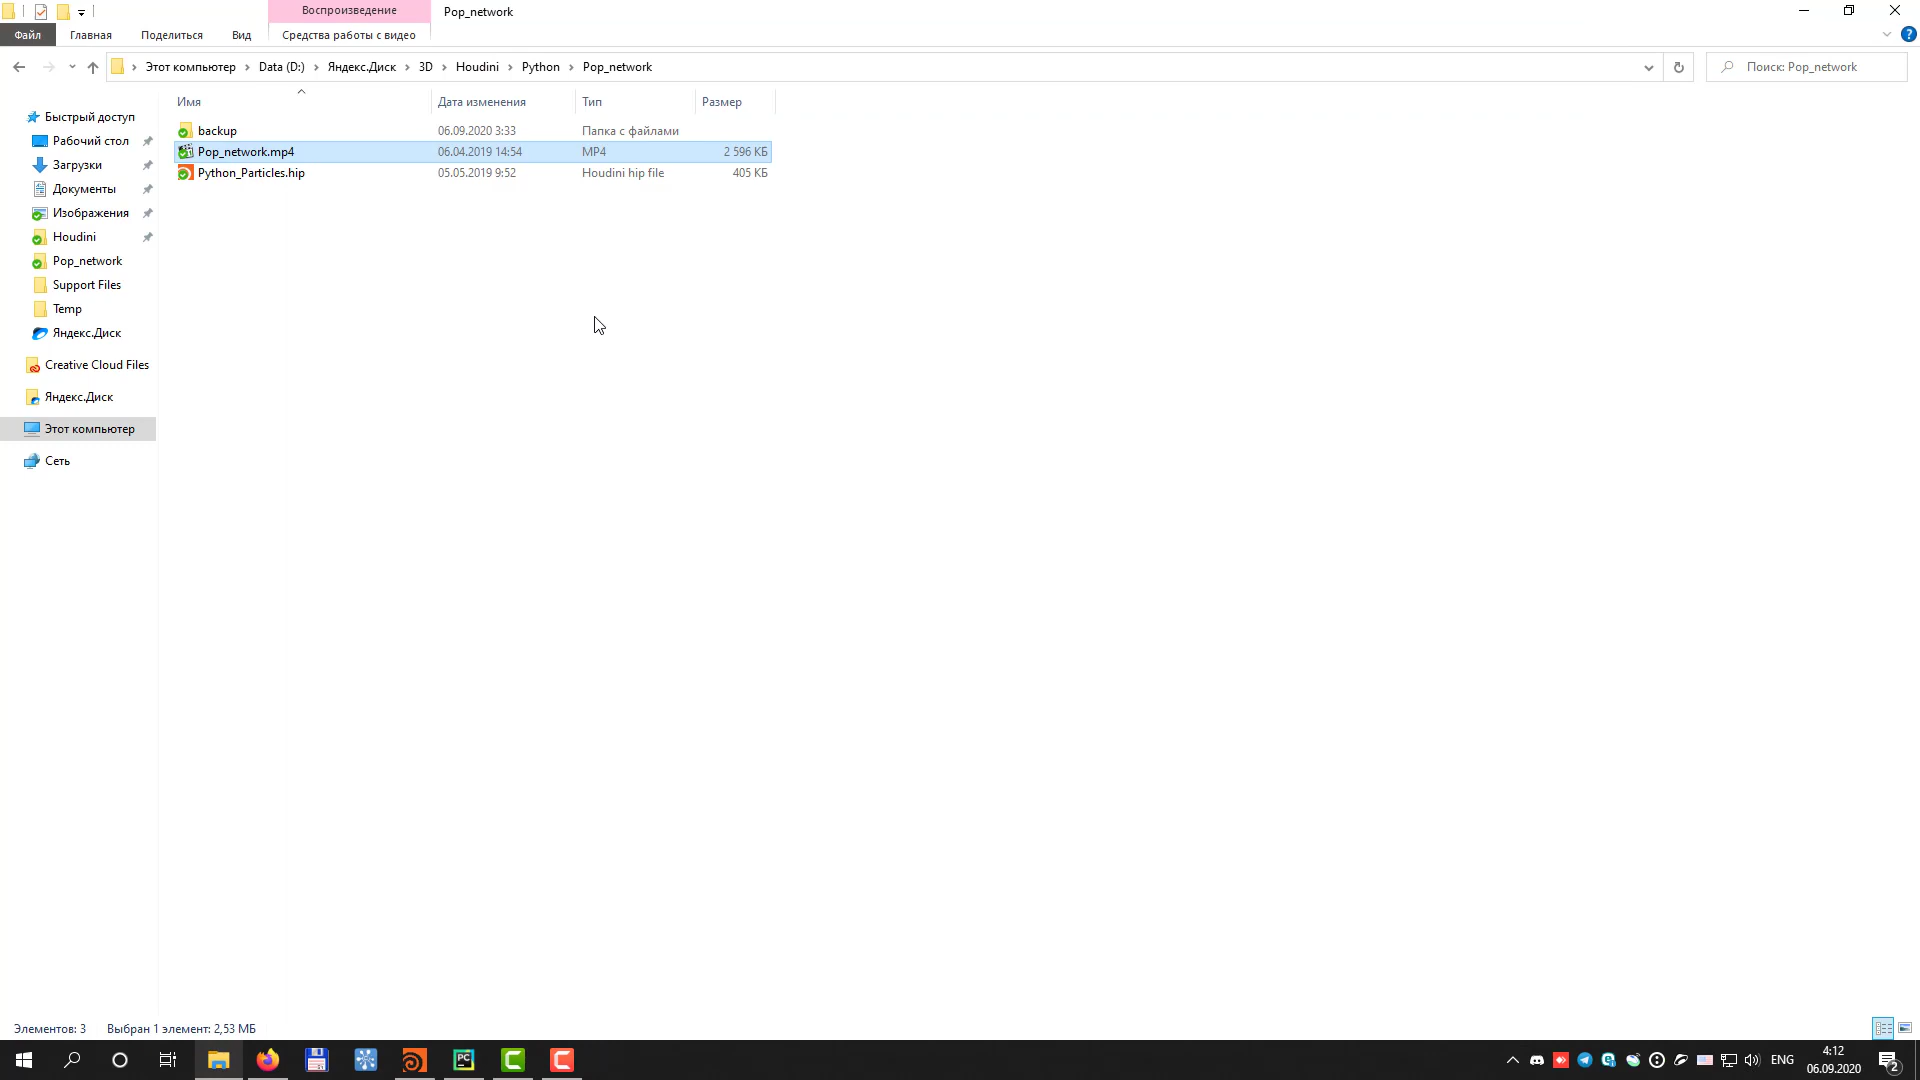 Воспроизведение
Pop_network
Файл
Главная
Поделиться
Вид
Средства работы с видео
Этот компьютер
Data (D:)
Яндекс.Диск
3D
Houdini
Python
Pop_network
Поиск: Pop_network
Имя
Дата изменения
Тип
Размер
backup
06.09.2020 3:33
Папка с файлами
Pop_network.mp4
06.04.2019 14:54
MP4
2 596 КБ
Python_Particles.hip
05.05.2019 9:52
Houdini hip file
405 КБ
Быстрый доступ
Рабочий стол
Загрузки
Документы
Изображения
Houdini
Pop_network
Support Files
Temp
Яндекс.Диск
Creative Cloud Files
Яндекс.Диск
Этот компьютер
Сеть
Элементов: 3
Выбран 1 элемент: 2,53 МБ
PC
ENG
4:12
06.09.2020
2